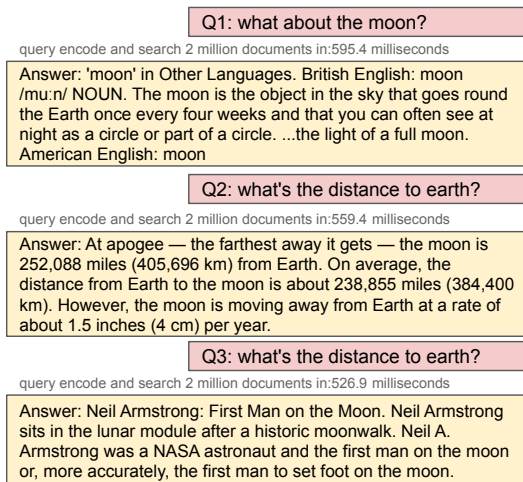 Q1: what about the moon?
query encode and search 2 million documents in:595.4 milliseconds
Answer: 'moon' in Other Languages. British English: moon
/muːn/ NOUN. The moon is the object in the sky that goes round
the Earth once every four weeks and that you can often see at
night as a circle or part of a circle. ...the light of a full moon.
American English: moon
Q2: what's the distance to earth?
query encode and search 2 million documents in:559.4 milliseconds
Answer: At apogee — the farthest away it gets — the moon is
252,088 miles (405,696 km) from Earth. On average, the
distance from Earth to the moon is about 238,855 miles (384,400
km). However, the moon is moving away from Earth at a rate of
about 1.5 inches (4 cm) per year.
Q3: what's the distance to earth?
query encode and search 2 million documents in:526.9 milliseconds
Answer: Neil Armstrong: First Man on the Moon. Neil Armstrong
sits in the lunar module after a historic moonwalk. Neil A.
Armstrong was a NASA astronaut and the first man on the moon
or, more accurately, the first man to set foot on the moon.